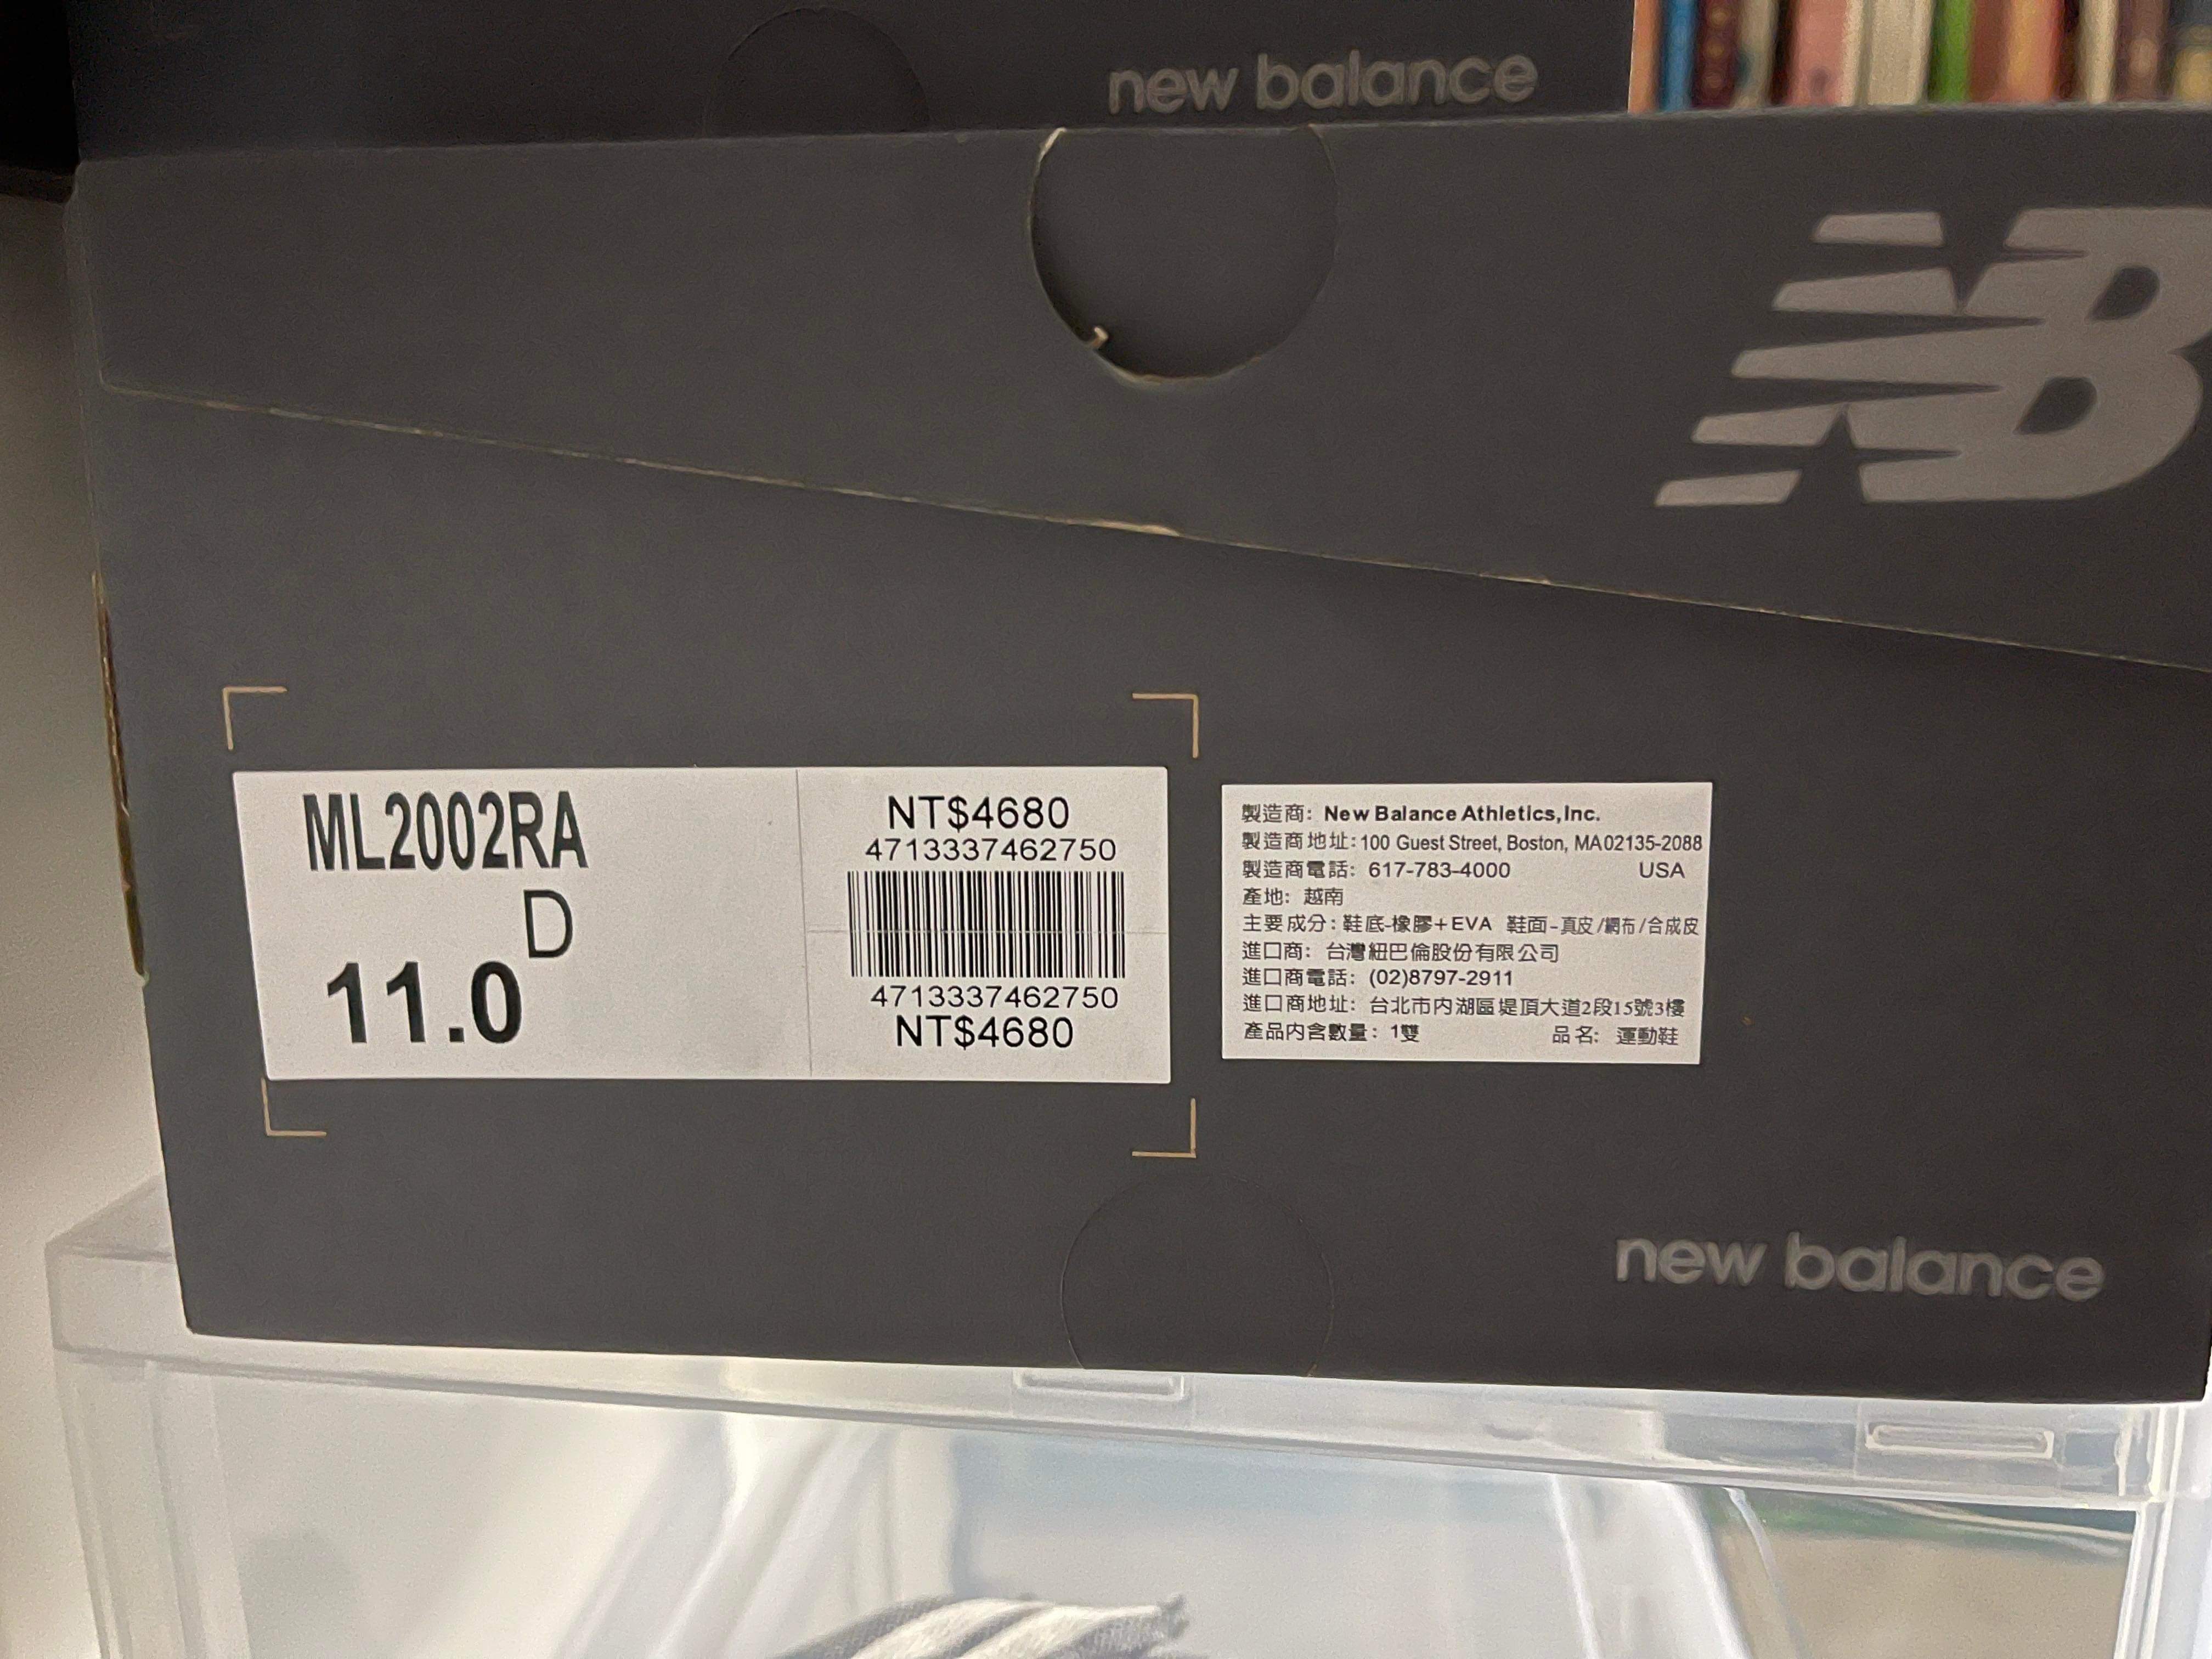 new balance
ML2002RA
D
11.0
NT$4680
4713337462750
4713337462750
NT$4680
製造商: New Balance Athletics,Inc.
製造商地址:100 Guest Street, Boston, MA02135-2088
製造商電話: 617-783-4000 USA
產地: 越南
主要成分:鞋底-橡膠+EVA 鞋面-真皮/網布/合成皮
進口商: 台灣紐巴倫股份有限公司
進口商電話: (02)8797-2911
進口商地址: 台北市內湖區堤頂大道2段15號3樓
產品內含數量: 1雙 品名: 運動鞋
new balance